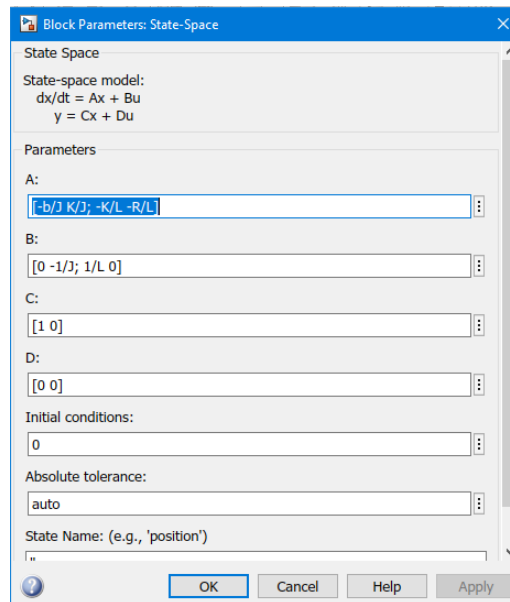 Block Parameters: State-Space
State Space
State-space model:
dx/dt = Ax + Bu
y = Cx + Du
Parameters
A:
[-b/J K/J; -K/L -R/L]
B:
[0 -1/J; 1/L 0]
C:
[1 0]
D:
[0 0]
Initial conditions:
0
Absolute tolerance:
auto
State Name: (e.g., 'position')
''
OK Cancel Help Apply